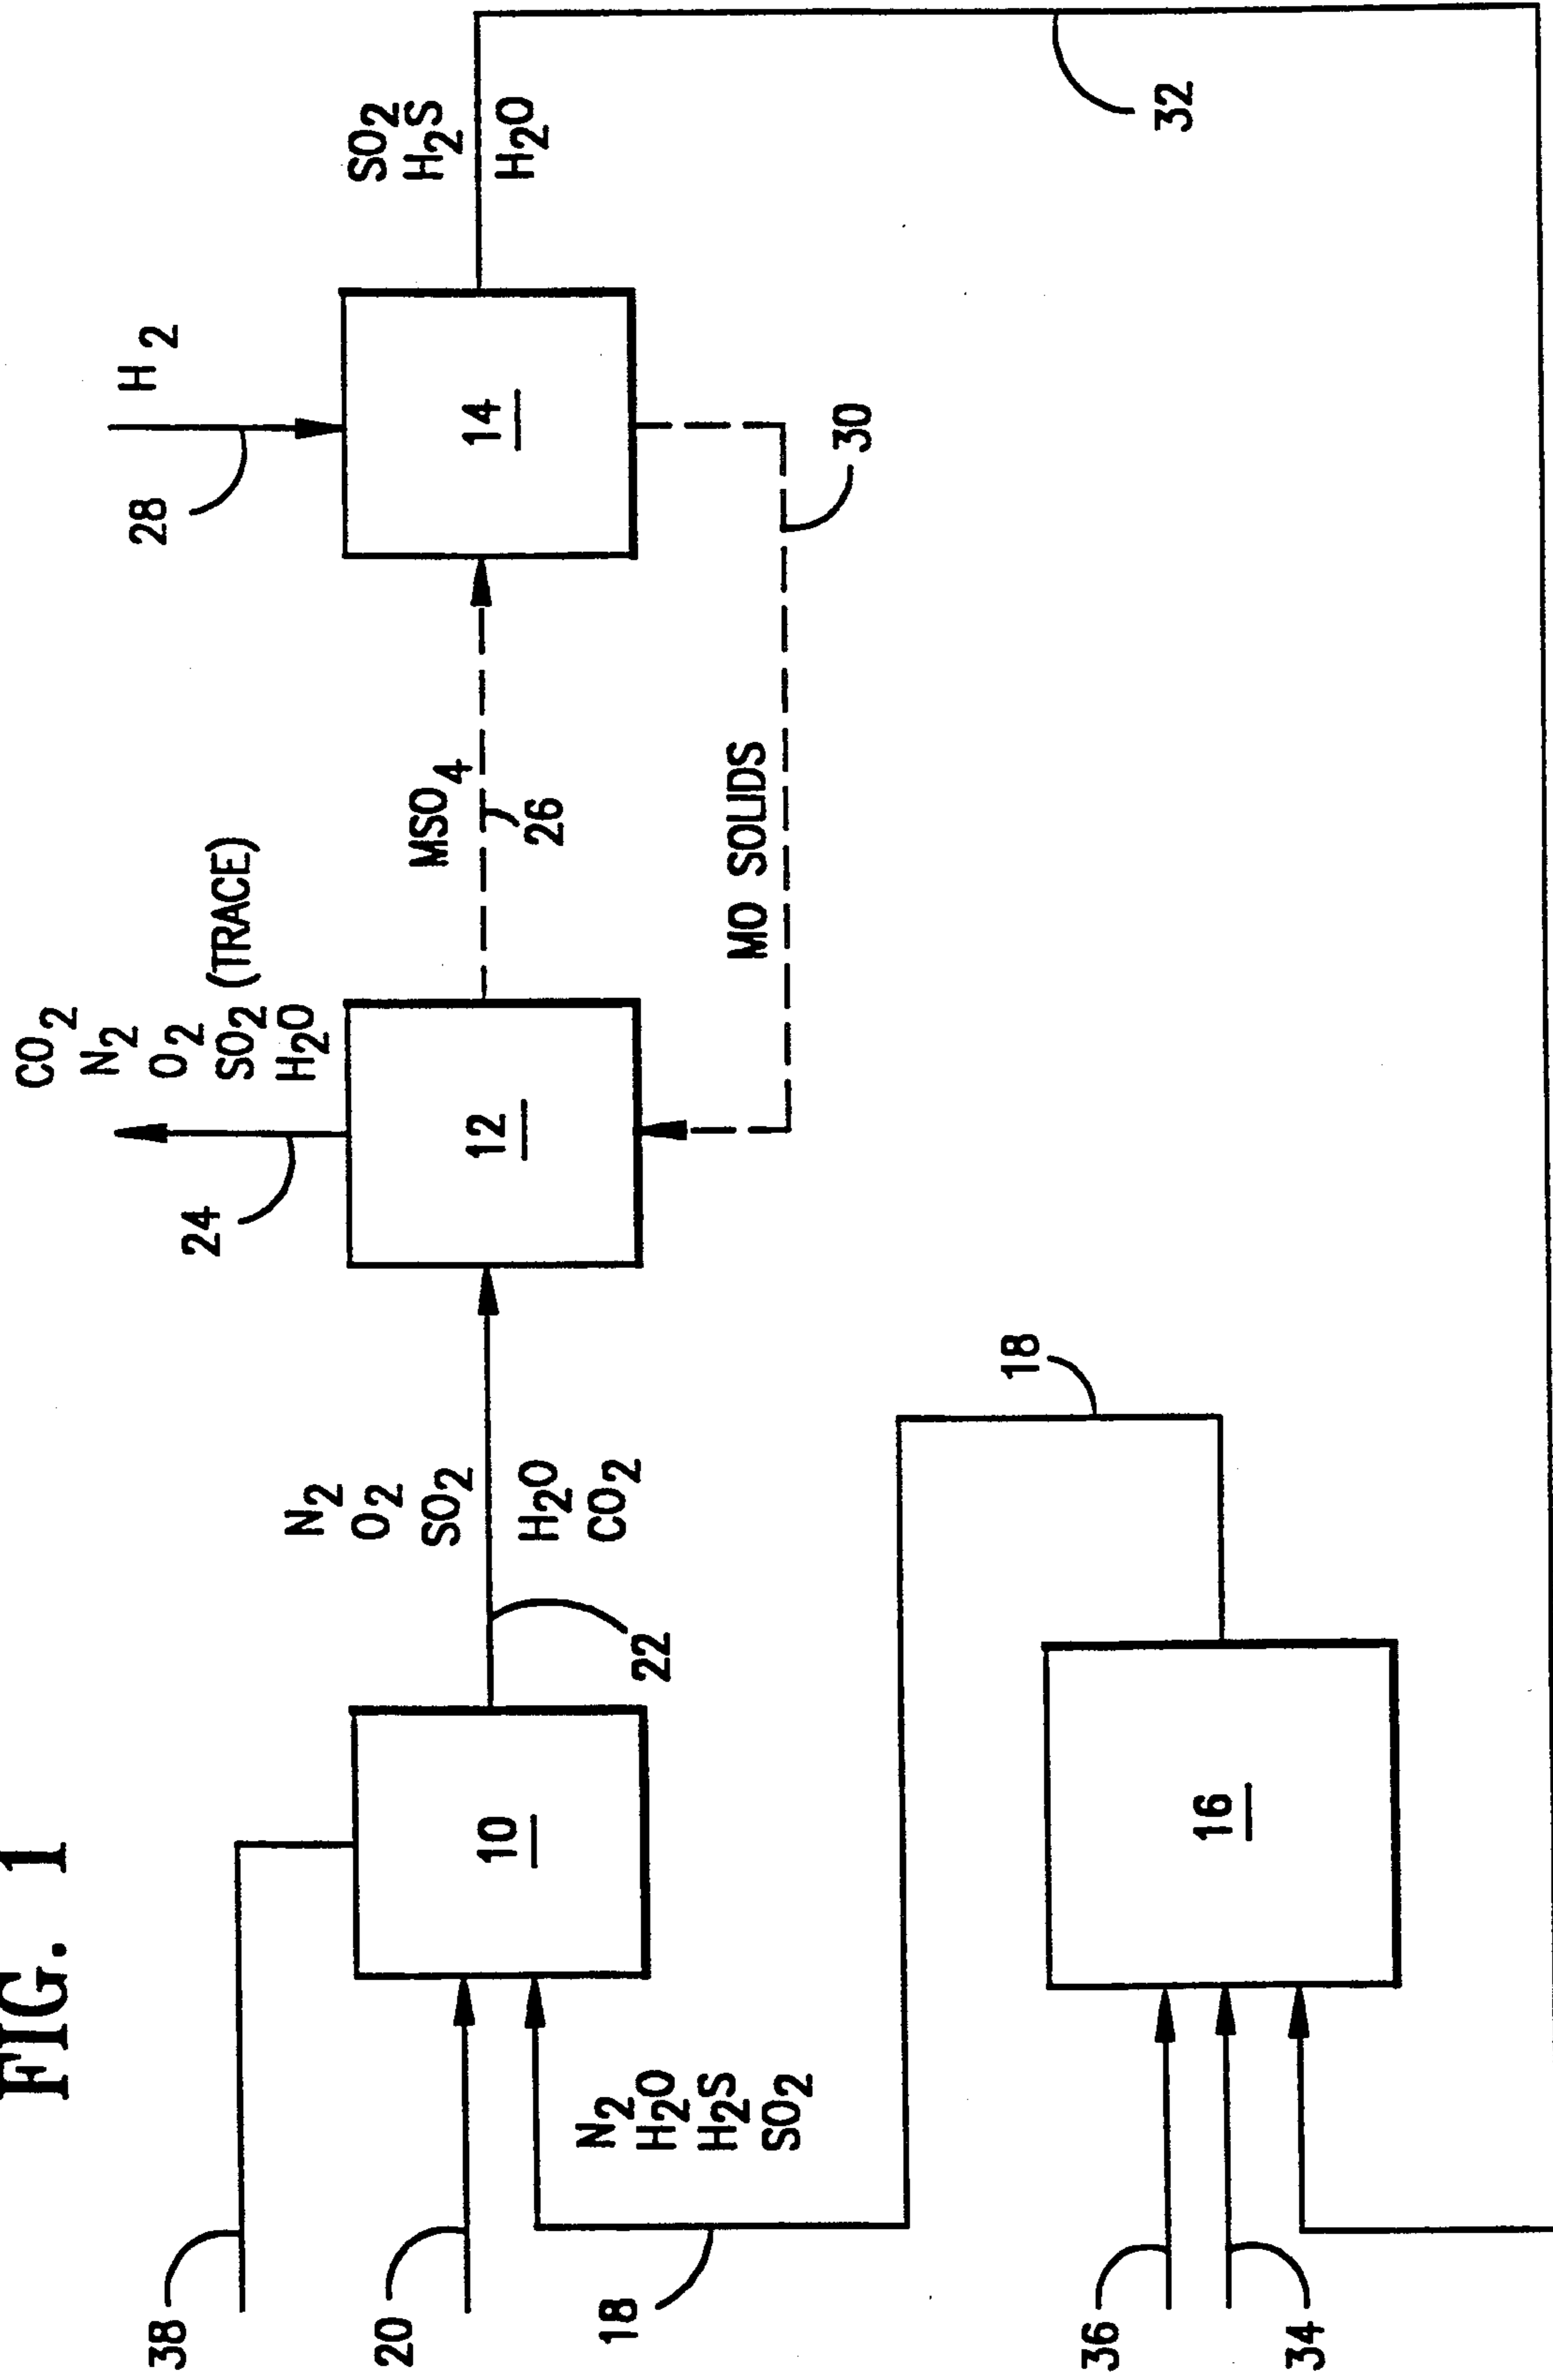 FIG. 1
38
20
18
N2
H2O
H2S
SO2
10
22
N2
O2
SO2
H2O
CO2
24
CO2
N2
O2
SO2 (TRACE)
H2O
12
MSO4
26
MO SOLIDS
30
28
H2
14
SO2
H2S
H2O
32
18
16
36
34